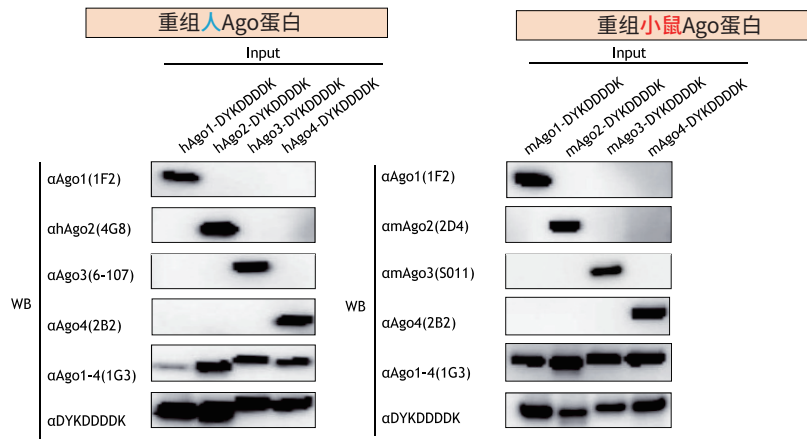 重组人Ago蛋白
Input
hAgo1-DYKDDDDK
hAgo2-DYKDDDDK
hAgo3-DYKDDDDK
hAgo4-DYKDDDDK
WB
αAgo1(1F2)
αhAgo2(4G8)
αAgo3(6-107)
αAgo4(2B2)
αAgo1-4(1G3)
αDYKDDDDK
重组小鼠Ago蛋白
Input
mAgo1-DYKDDDDK
mAgo2-DYKDDDDK
mAgo3-DYKDDDDK
mAgo4-DYKDDDDK
WB
αAgo1(1F2)
αmAgo2(2D4)
αmAgo3(S011)
αAgo4(2B2)
αAgo1-4(1G3)
αDYKDDDDK